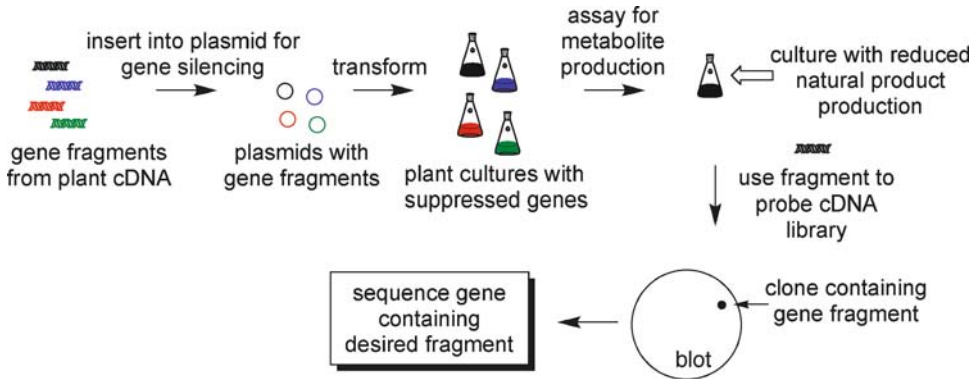 insert into plasmid for
gene silencing
transform
assay for
metabolite
production
culture with reduced
natural product
production
gene fragments
from plant cDNA
plasmids with
gene fragments
plant cultures with
suppressed genes
use fragment to
probe cDNA
library
sequence gene
containing
desired fragment
clone containing
gene fragment
blot